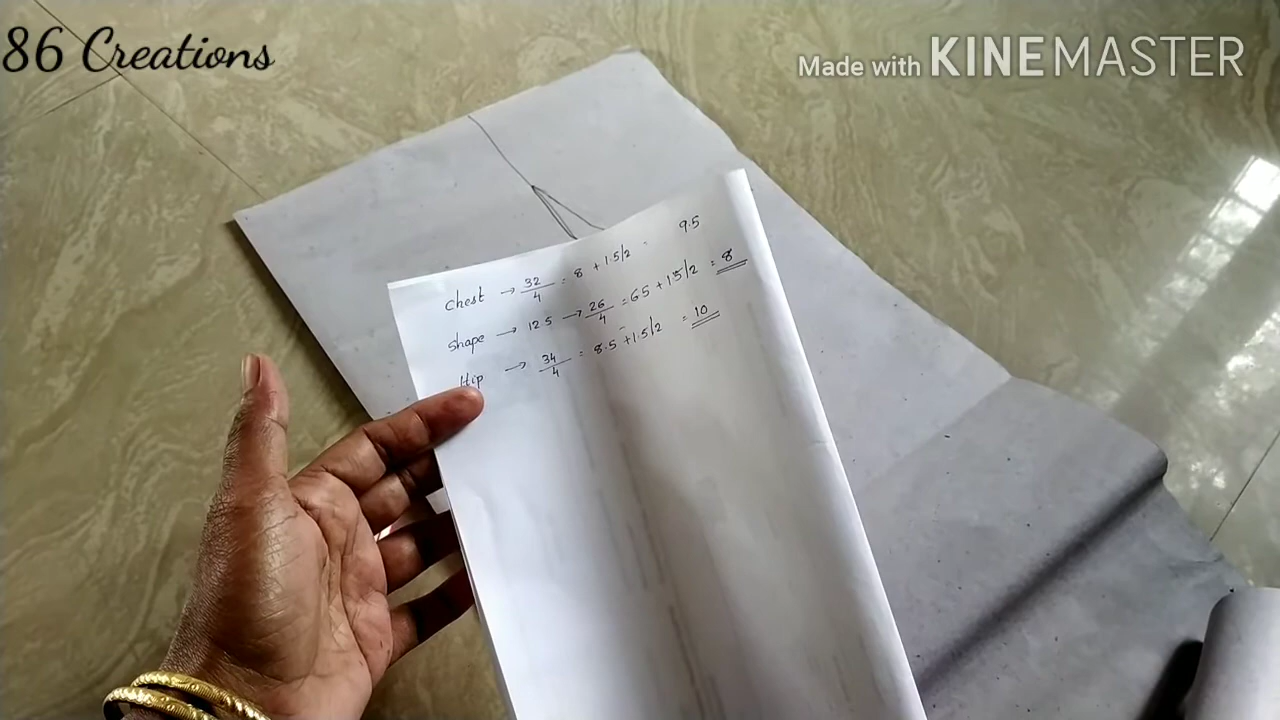 86 Creations
Made with KINEMASTER
Chest → 32/4 = 8 + 1.5/2 = 9.5
Shape → 12.5 → 26/4 = 6.5 + 1.5/2 = 8
Hip → 34/4 = 8.5 + 1.5/2 = 10